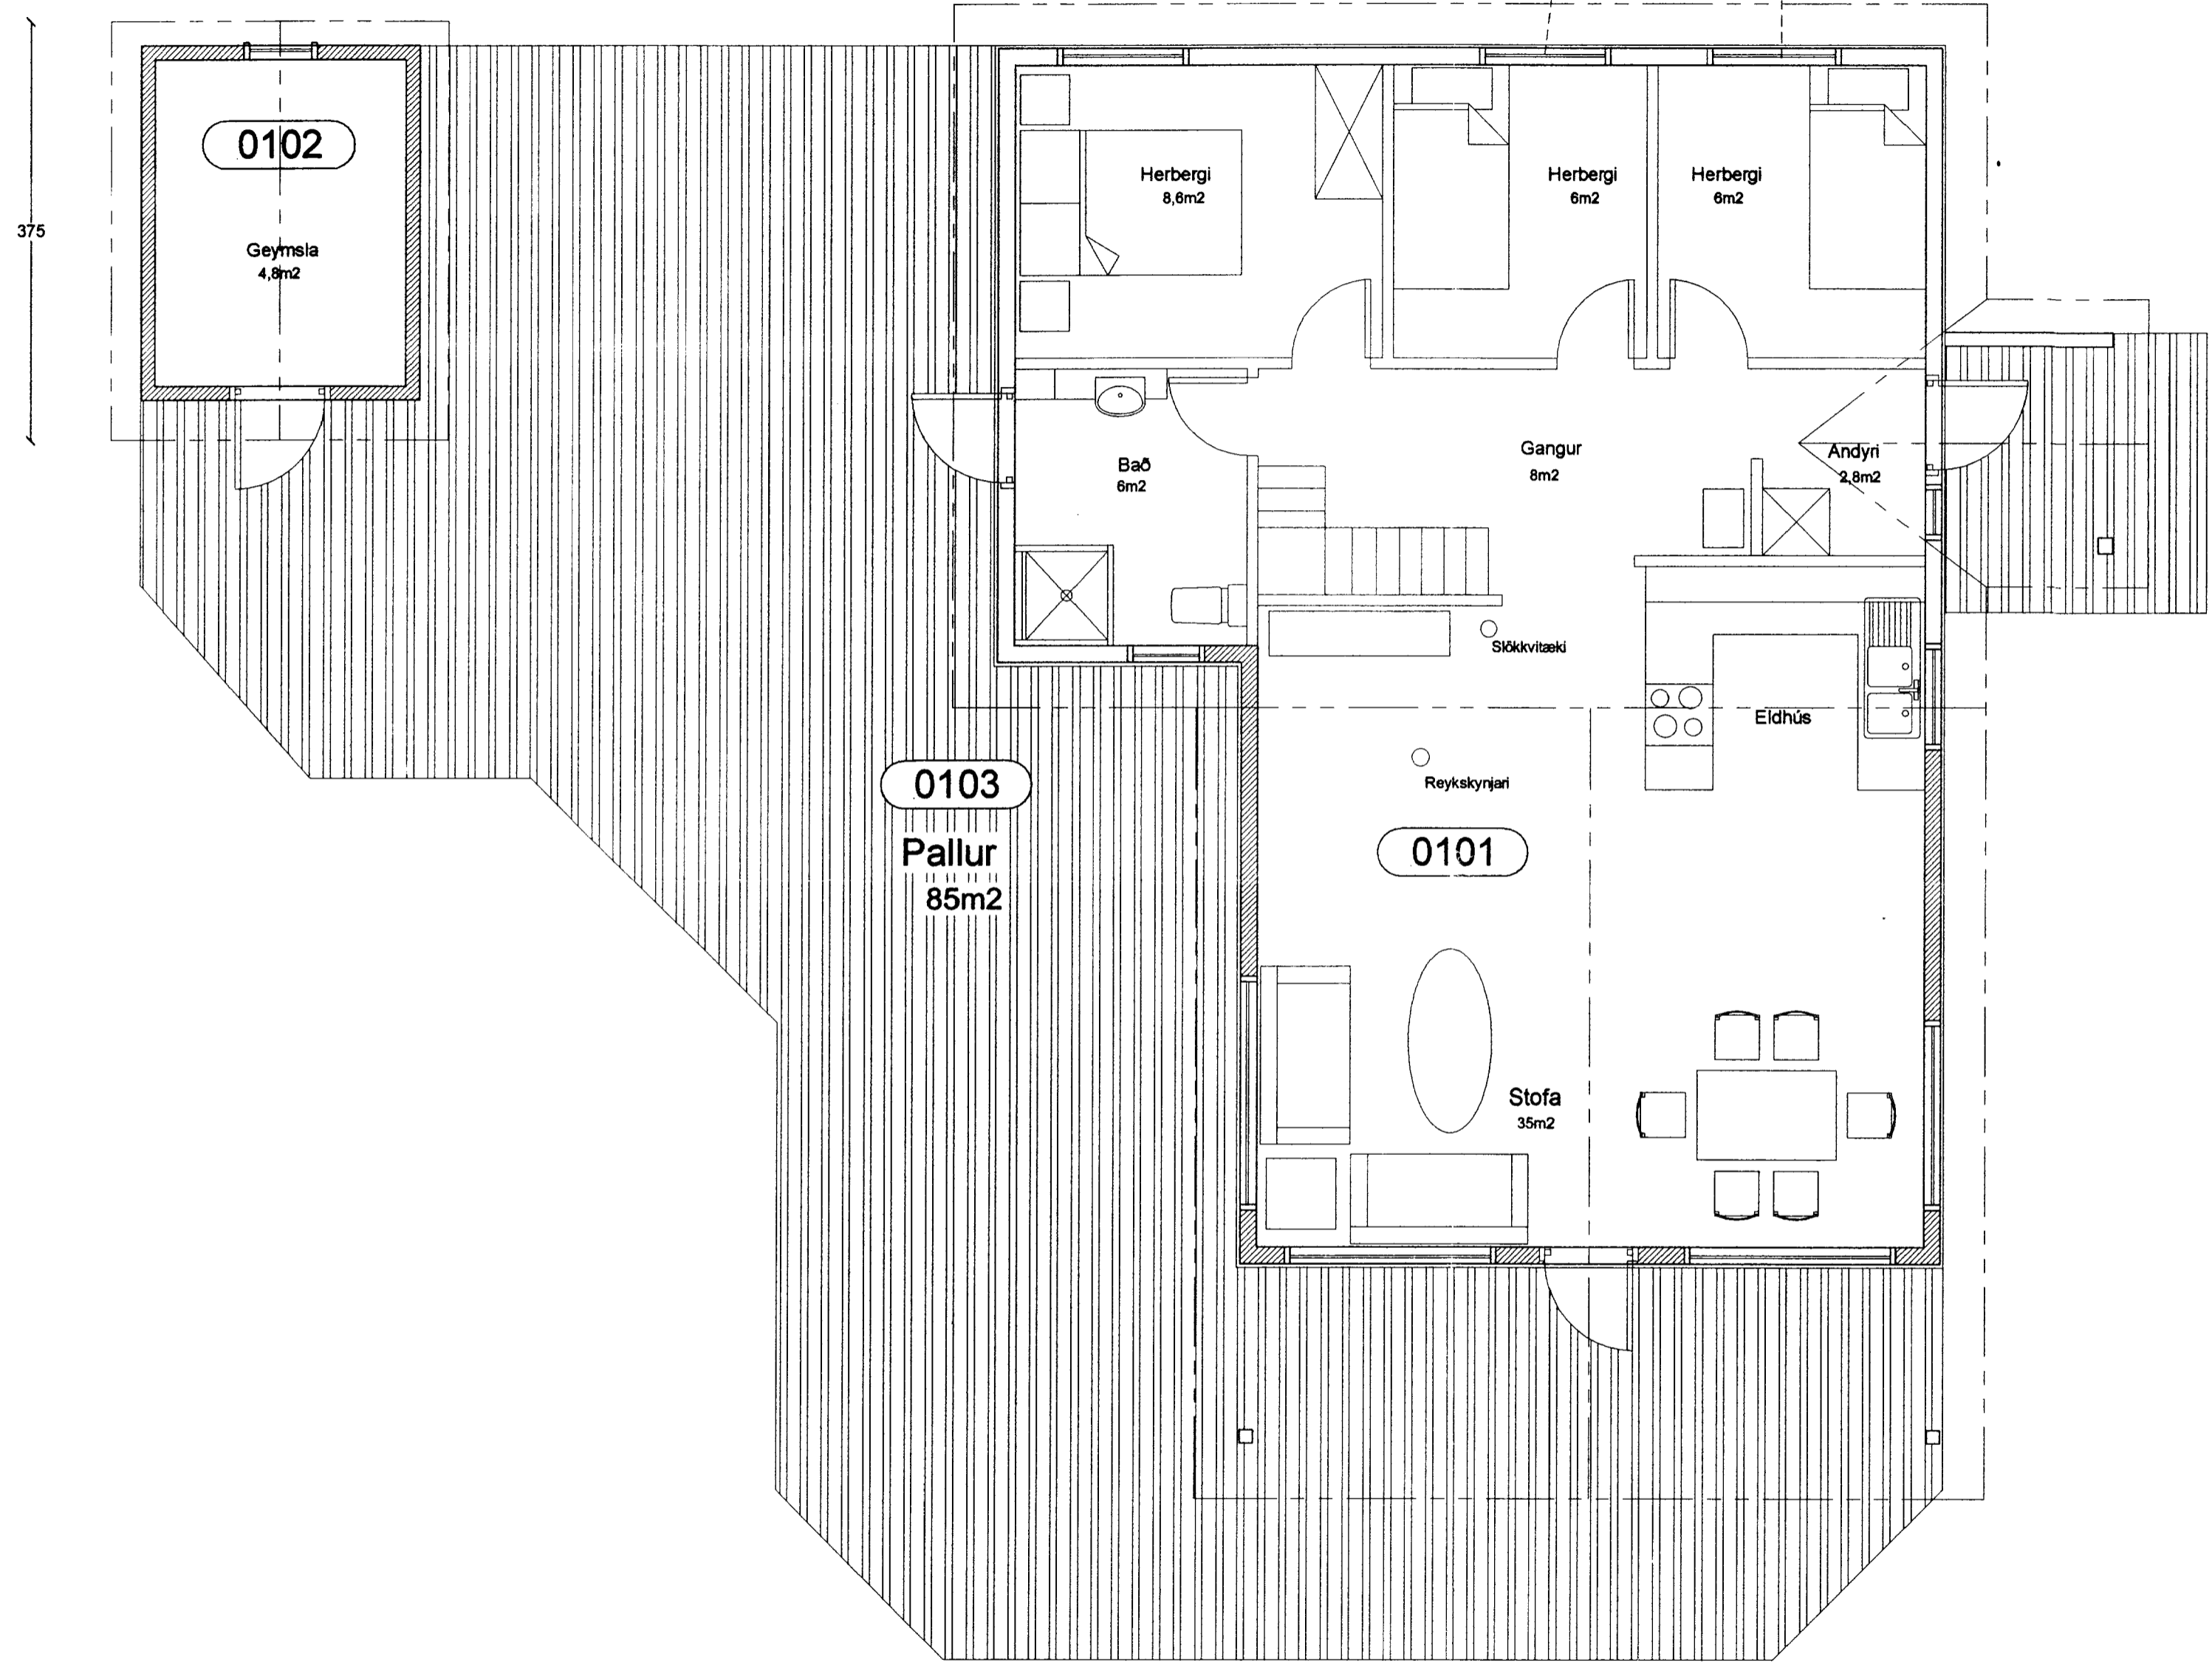 375
0102
Geymsla
4,8m2
Herbergi
8,6m2
Herbergi
6m2
Herbergi
6m2
Bað
6m2
Gangur
8m2
Andyri
2,8m2
Slökkvitæki
Eldhús
Reykskynjari
0103
Pallur
85m2
0101
Stofa
35m2